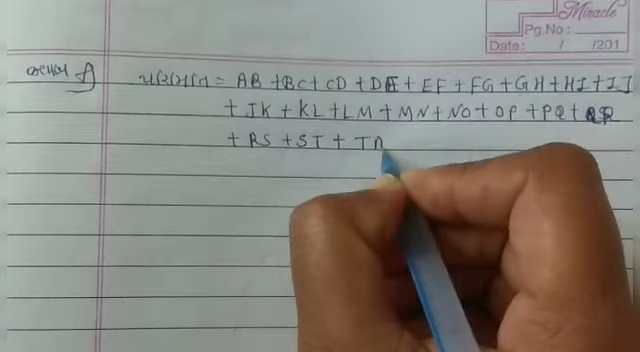 Miracle
Pg.No :
Date: / /201
જવાબ A પરિમિતિ = AB + BC + CD + DE + EF + FG + GH + HI + IJ
+ JK + KL + LM + MN + NO + OP + PQ + QR
+ RS + ST + TA